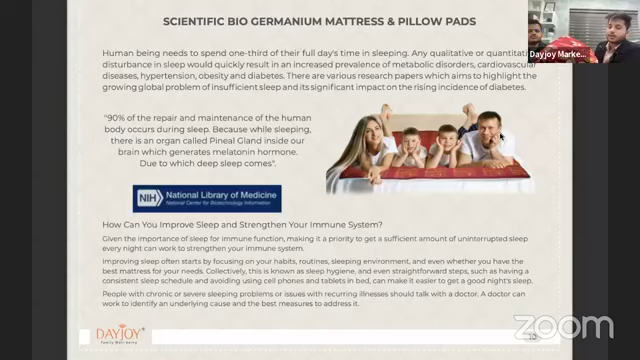 SCIENTIFIC BIO GERMANIUM MATTRESS & PILLOW PADS
Human being needs to spend one-third of their full day's time in sleeping. Any qualitative or quantitati
disturbance in sleep would quickly result in an increased prevalence of metabolic disorders, cardiovascular
diseases, hypertension, obesity and diabetes. There are various research papers which aims to highlight the
growing global problem of insufficient sleep and its significant impact on the rising incidence of diabetes.
"90% of the repair and maintenance of the human
body occurs during sleep. Because while sleeping,
there is an organ called Pineal Gland inside our
brain which generates melatonin hormone.
Due to which deep sleep comes".
NIH National Library of Medicine
National Center for Biotechnology Information
How Can You Improve Sleep and Strengthen Your Immune System?
Given the importance of sleep for immune function, making it a priority to get a sufficient amount of uninterrupted sleep
every night can work to strengthen your immune system.
Improving sleep often starts by focusing on your habits, routines, sleeping environment, and even whether you have the
best mattress for your needs. Collectively, this is known as sleep hygiene, and even straightforward steps, such as having a
consistent sleep schedule and avoiding using cell phones and tablets in bed, can make it easier to get a good night's sleep.
People with chronic or severe sleeping problems or issues with recurring illnesses should talk with a doctor. A doctor can
work to identify an underlying cause and the best measures to address it.
DAYJOY
Family Well-being
Dayjoy Marke...
zoom